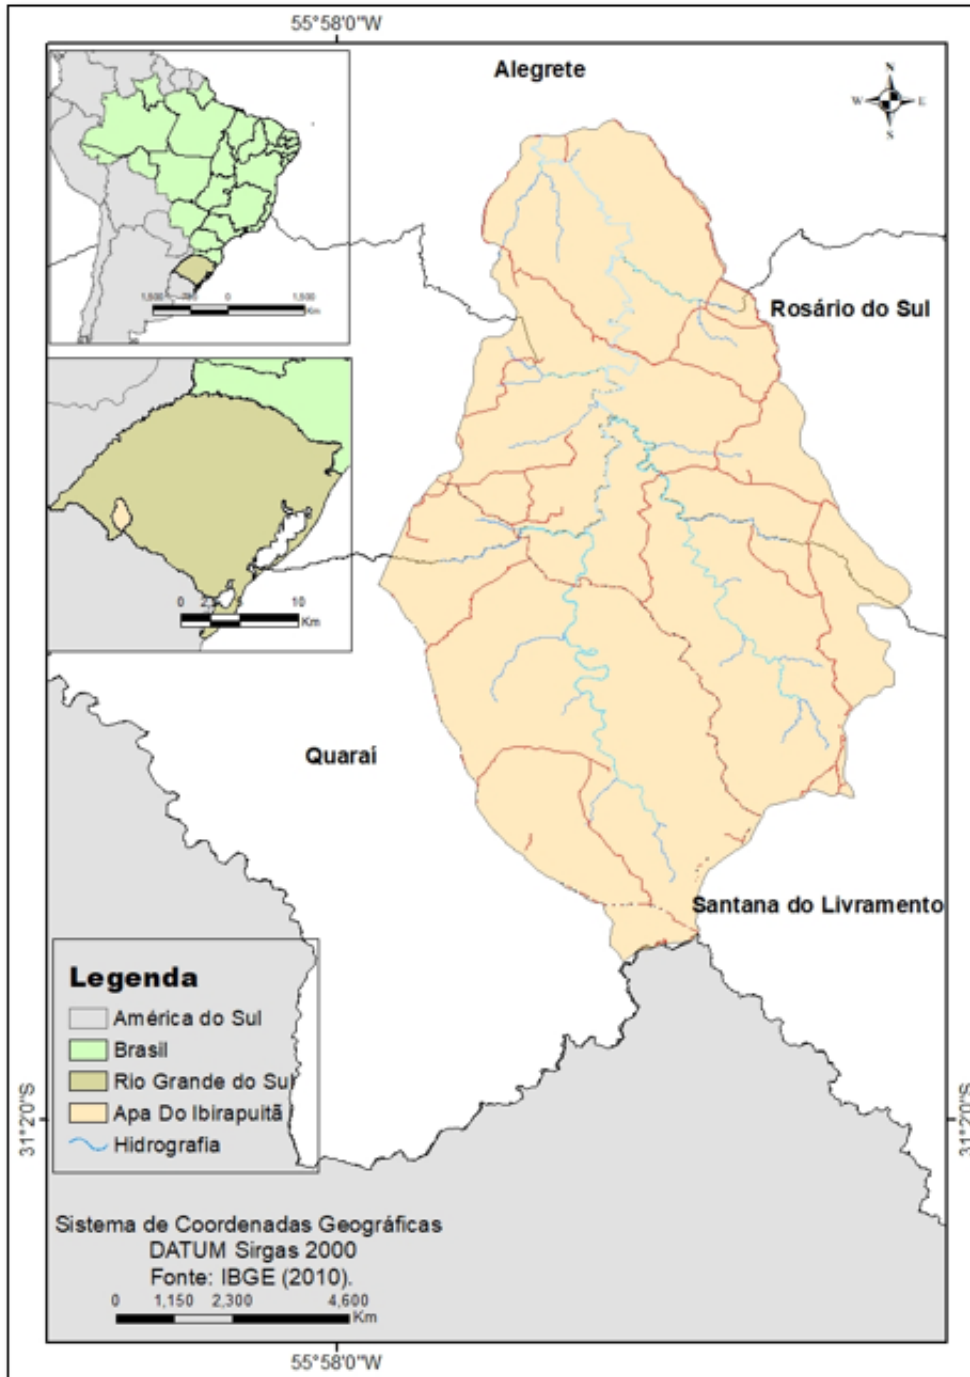 55°58'0"W
Alegrete
N
W E
S
1,500 750 0 1,500
Km
Rosário do Sul
0 10
Km
Quaraí
Santana do Livramento
Legenda
América do Sul
Brasil
Rio Grande do Sul
Apa Do Ibirapuitã
Hidrografia
31°2'0"S
31°2'0"S
Sistema de Coordenadas Geográficas
DATUM Sirgas 2000
Fonte: IBGE (2010).
0 1,150 2,300 4,600
Km
55°58'0"W